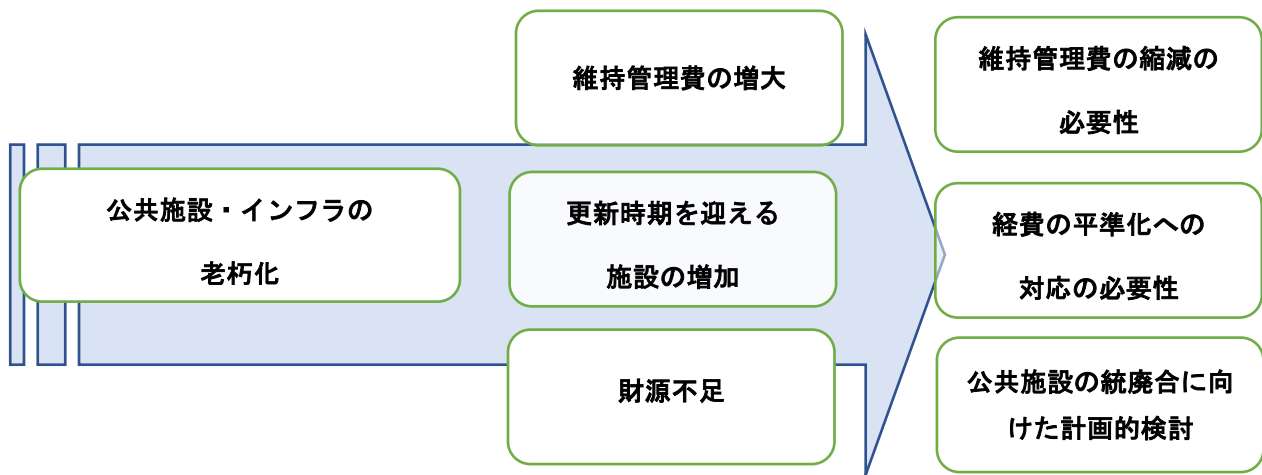 公共施設・インフラの
老朽化
維持管理費の増大
更新時期を迎える
施設の増加
財源不足
維持管理費の縮減の
必要性
経費の平準化への
対応の必要性
公共施設の統廃合に向
けた計画的検討